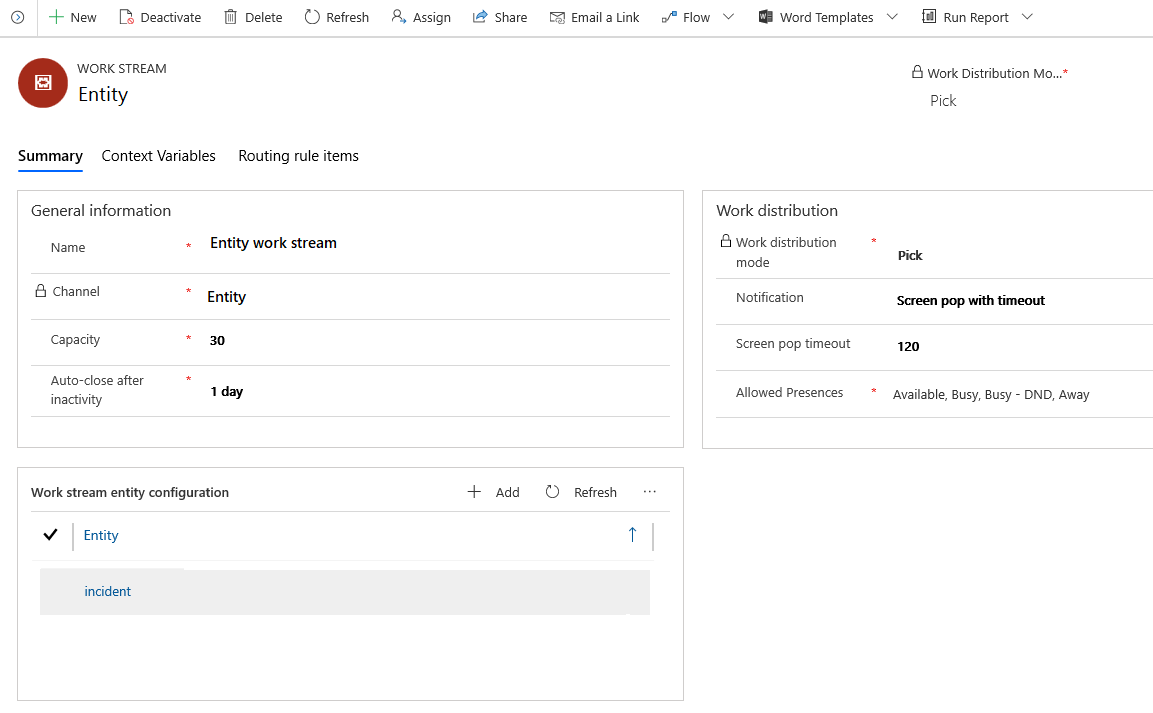 New Deactivate Delete Refresh Assign Share Email a Link Flow Word Templates Run Report
WORK STREAM
Entity
Work Distribution Mo...*
Pick
Summary Context Variables Routing rule items
General information
Name * Entity work stream
Channel * Entity
Capacity * 30
Auto-close after
inactivity * 1 day
Work distribution
Work distribution
mode * Pick
Notification Screen pop with timeout
Screen pop timeout 120
Allowed Presences * Available, Busy, Busy - DND, Away
Work stream entity configuration Add Refresh ...
Entity
incident